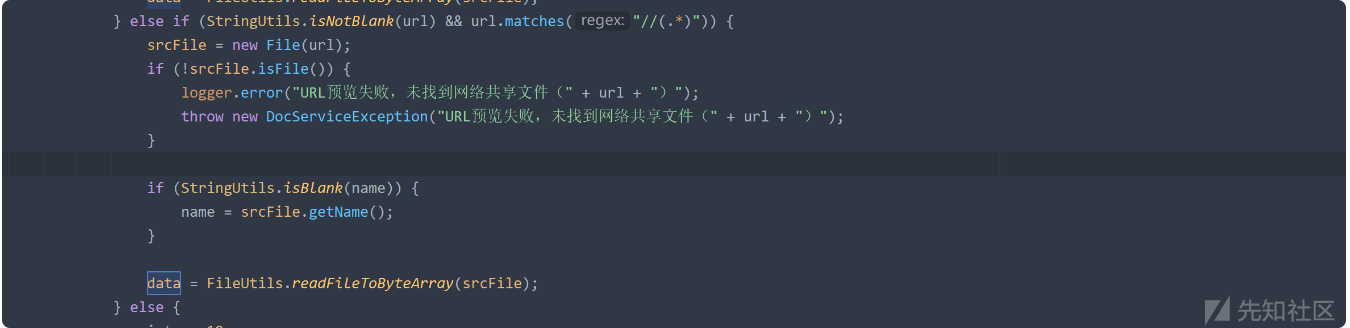 data = FileUtils.readFileToByteArray(srcFile);
} else if (StringUtils.isNotBlank(url) && url.matches( regex: "//(.*)")) {
srcFile = new File(url);
if (!srcFile.isFile()) {
logger.error("URL预览失败，未找到网络共享文件（" + url + "）");
throw new DocServiceException("URL预览失败，未找到网络共享文件（" + url + "）");
}
if (StringUtils.isBlank(name)) {
name = srcFile.getName();
}
data = FileUtils.readFileToByteArray(srcFile);
} else {
先知社区